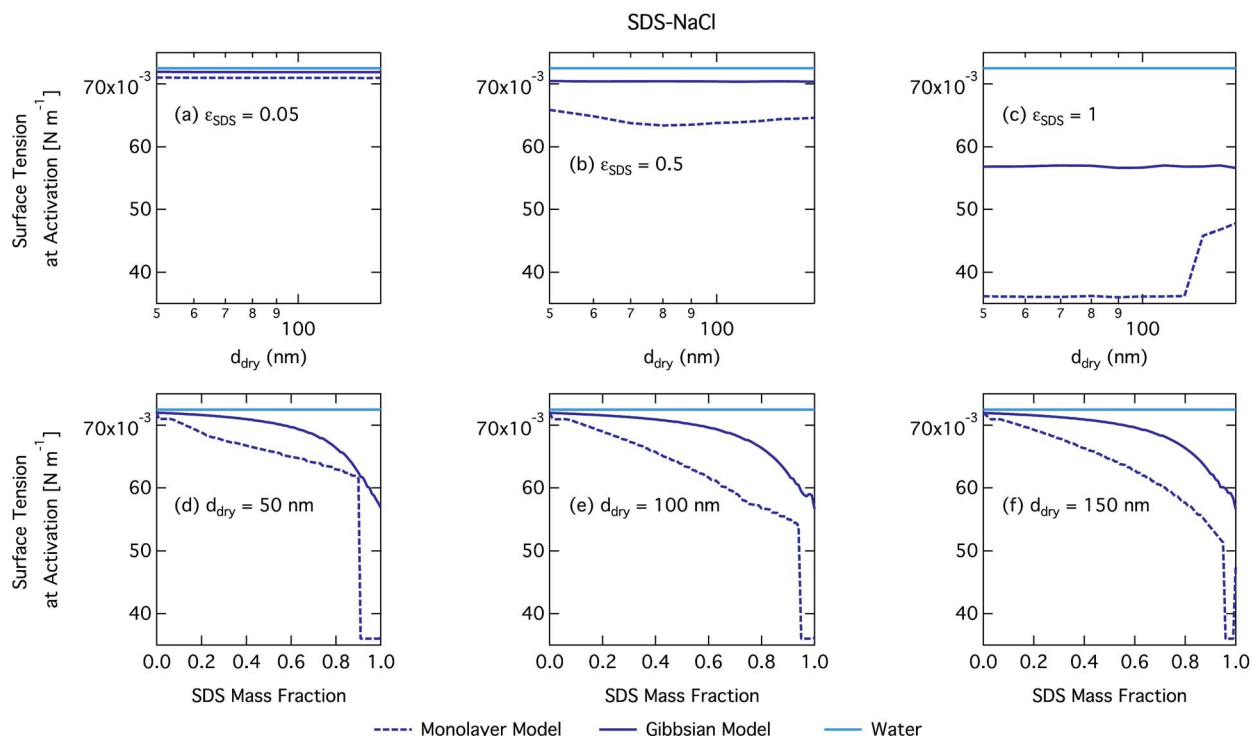 SDS-NaCl
Surface Tension
at Activation [N m⁻¹]
70x10⁻³
60
50
40
(a) εSDS = 0.05
5 6 7 8 9 100
ddry (nm)
70x10⁻³
60
50
40
(b) εSDS = 0.5
5 6 7 8 9 100
ddry (nm)
70x10⁻³
60
50
40
(c) εSDS = 1
5 6 7 8 9 100
ddry (nm)
Surface Tension
at Activation [N m⁻¹]
70x10⁻³
60
50
40
(d) ddry = 50 nm
0.0 0.2 0.4 0.6 0.8 1.0
SDS Mass Fraction
70x10⁻³
60
50
40
(e) ddry = 100 nm
0.0 0.2 0.4 0.6 0.8 1.0
SDS Mass Fraction
70x10⁻³
60
50
40
(f) ddry = 150 nm
0.0 0.2 0.4 0.6 0.8 1.0
SDS Mass Fraction
Monolayer Model Gibbsian Model Water